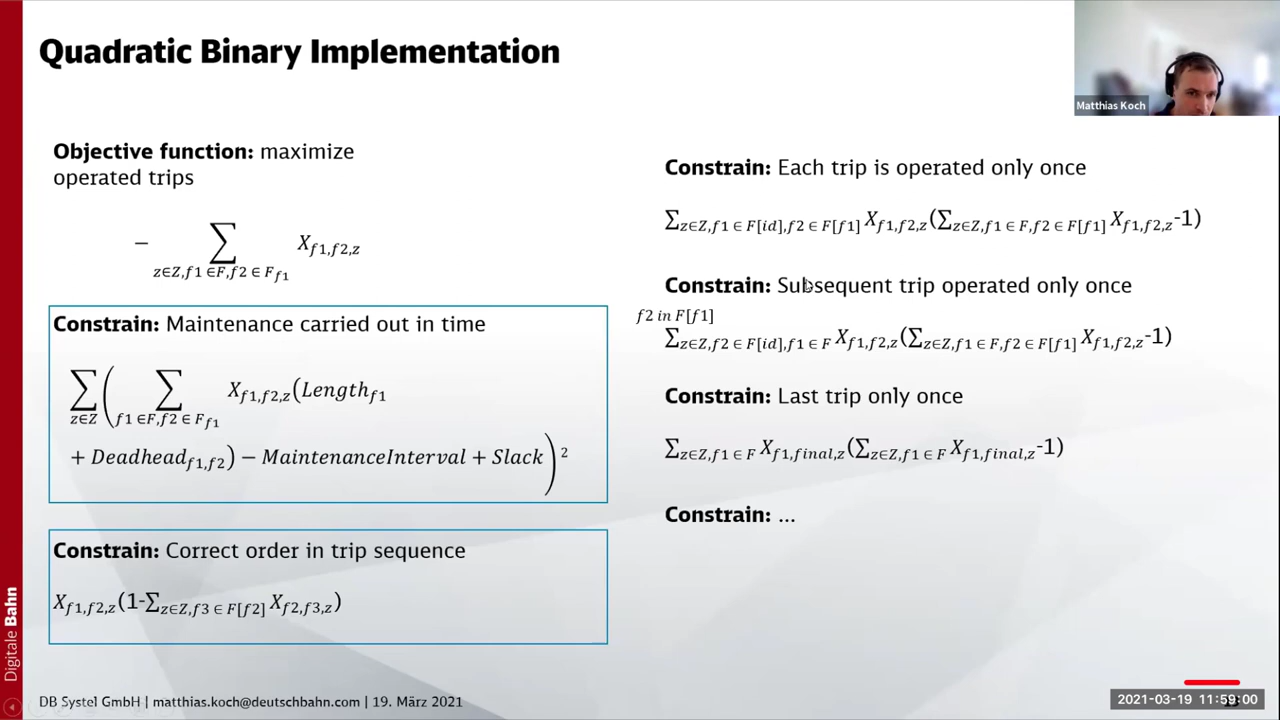 Quadratic Binary Implementation
Matthias Koch
Objective function: maximize
operated trips
− ∑ X_{f1,f2,z}
z∈Z,f1 ∈F,f2 ∈ F_{f1}
Constrain: Maintenance carried out in time
∑ ( ∑ X_{f1,f2,z}(Length_{f1}
z∈Z f1 ∈F,f2 ∈ F_{f1}
+ Deadhead_{f1,f2}) − MaintenanceInterval + Slack )²
Constrain: Correct order in trip sequence
X_{f1,f2,z}(1-∑_{z∈Z,f3 ∈ F[f2]} X_{f2,f3,z})
Constrain: Each trip is operated only once
∑_{z∈Z,f1 ∈ F[id],f2 ∈ F[f1]} X_{f1,f2,z}(∑_{z∈Z,f1 ∈ F,f2 ∈ F[f1]} X_{f1,f2,z}-1)
Constrain: Subsequent trip operated only once
f2 in F[f1]
∑_{z∈Z,f2 ∈ F[id],f1 ∈ F} X_{f1,f2,z}(∑_{z∈Z,f1 ∈ F,f2 ∈ F[f1]} X_{f1,f2,z}-1)
Constrain: Last trip only once
∑_{z∈Z,f1 ∈ F} X_{f1,final,z}(∑_{z∈Z,f1 ∈ F} X_{f1,final,z}-1)
Constrain: ...
Digitale Bahn
DB Systel GmbH | matthias.koch@deutschbahn.com | 19. März 2021
2021-03-19 11:59:00